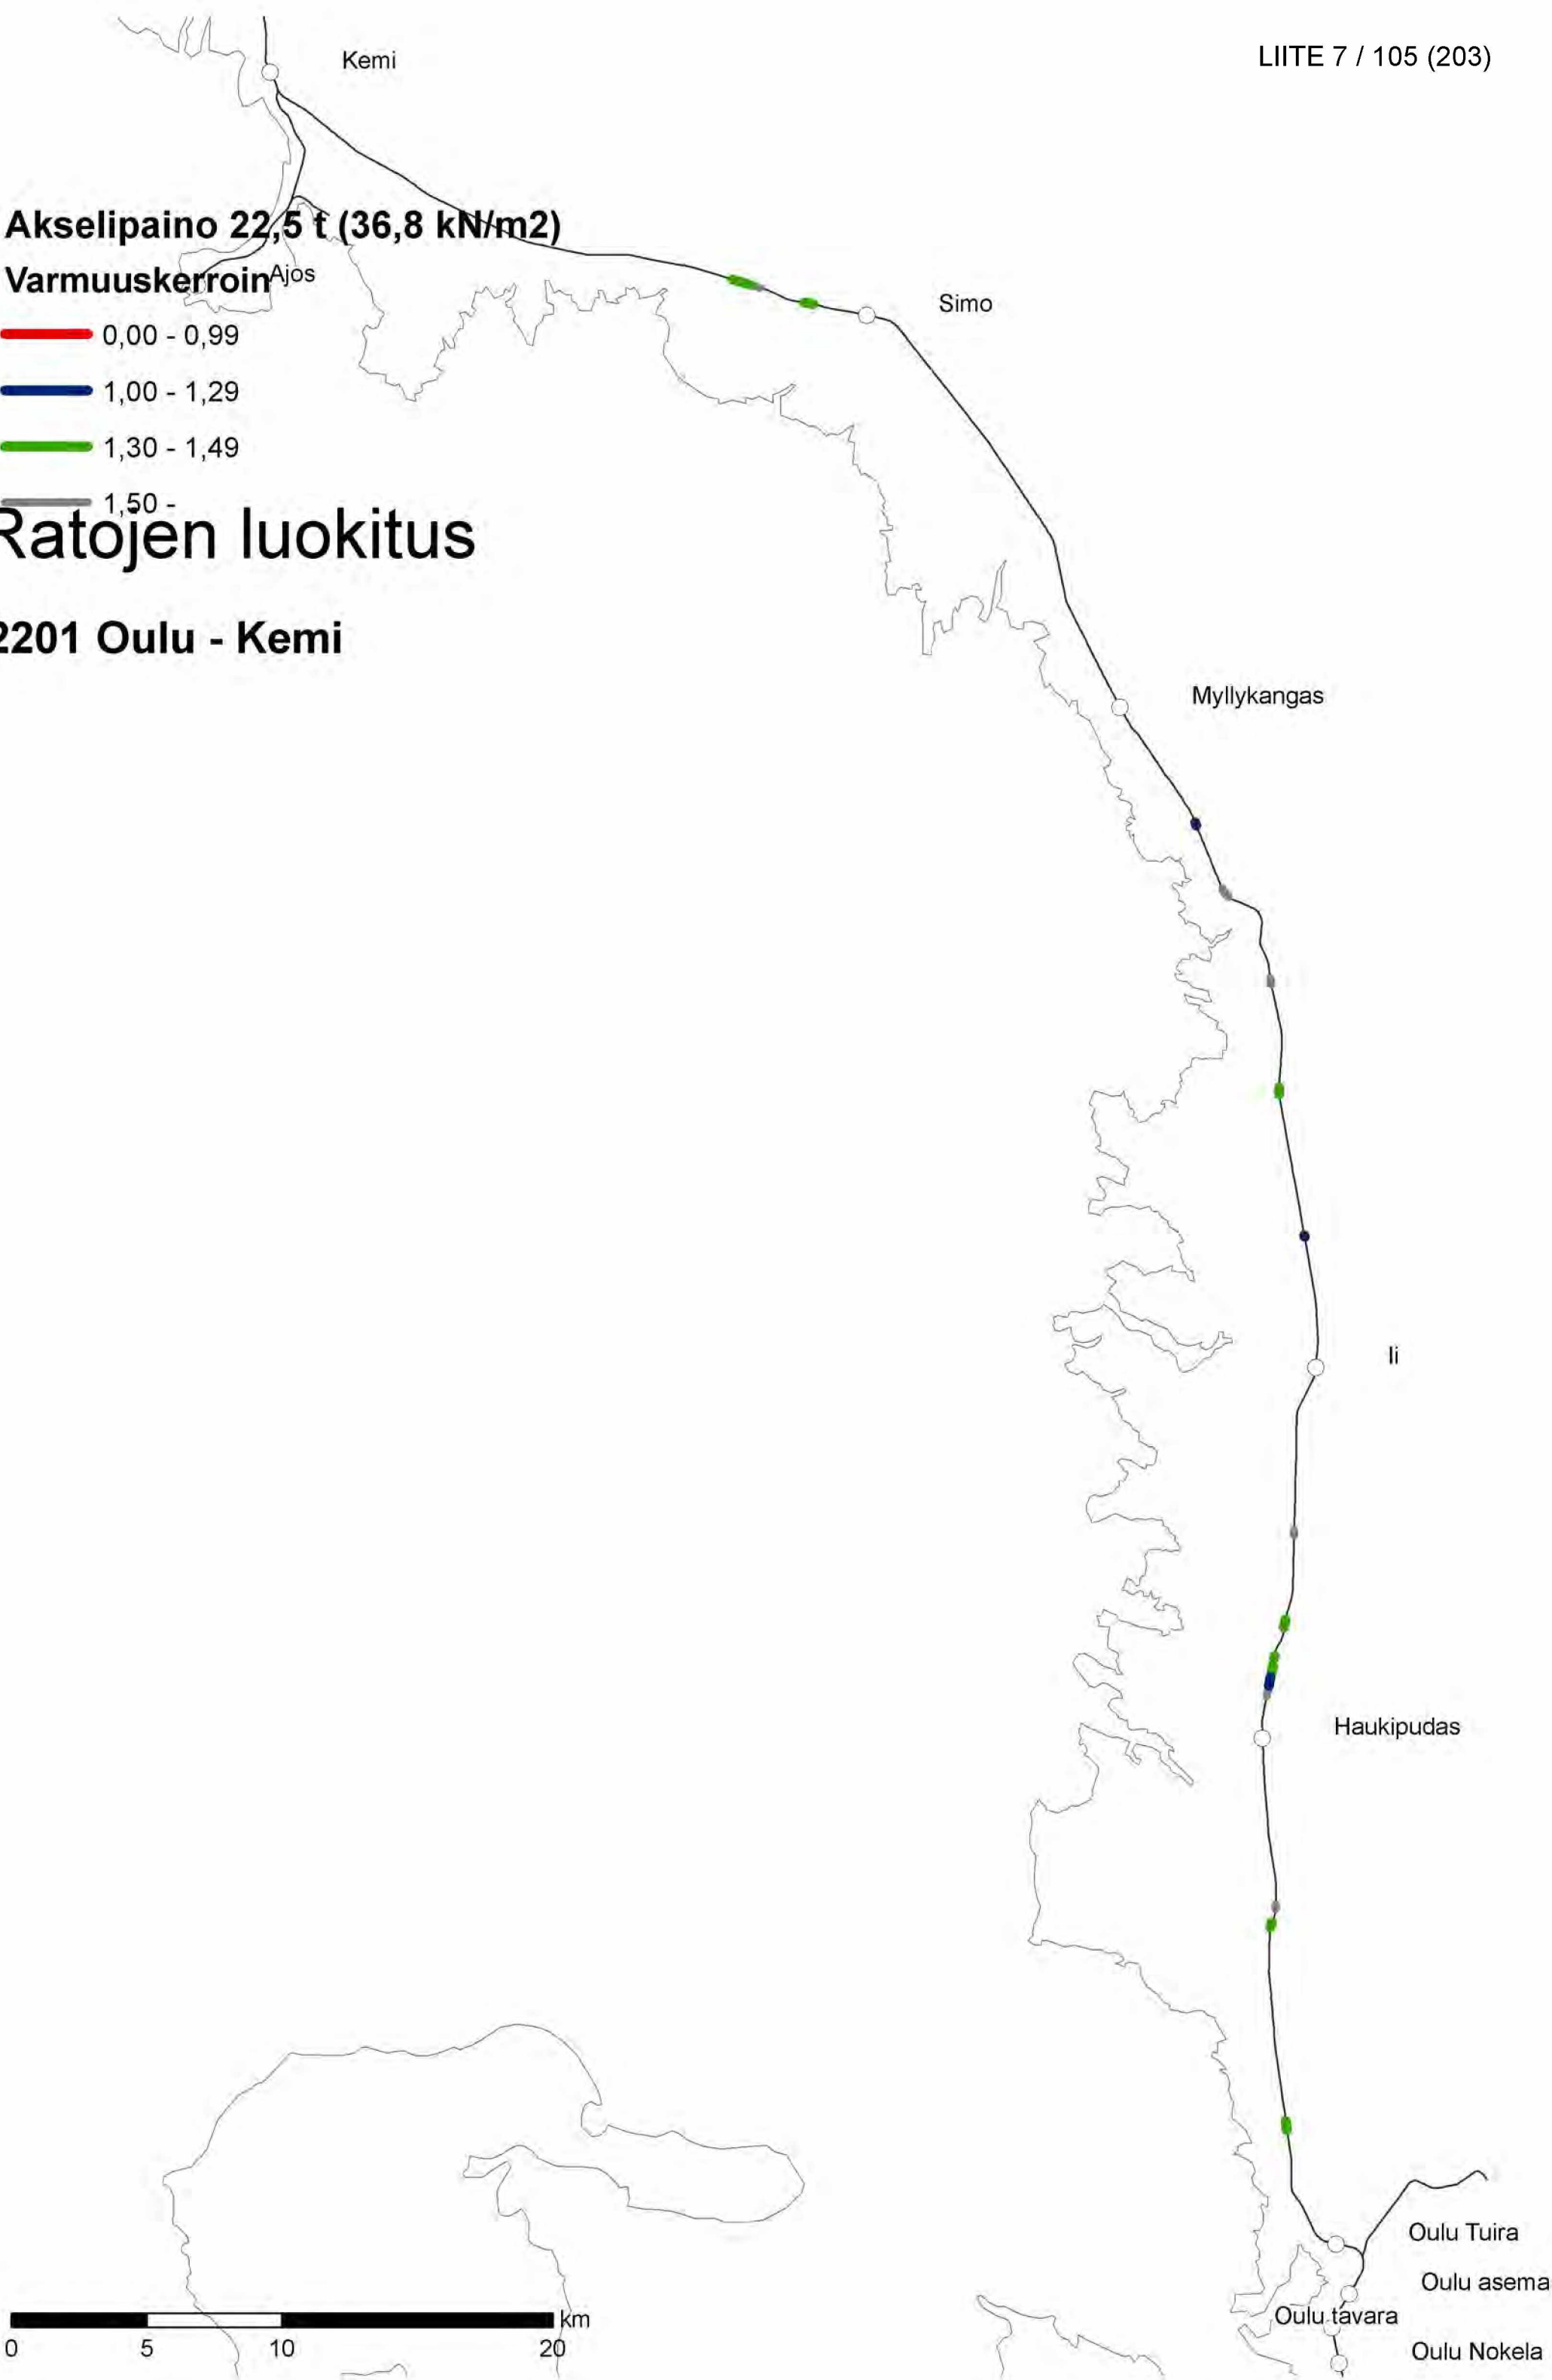 LIITE 7 / 105 (203)
Kemi
Akselipaino 22,5 t (36,8 kN/m2)
Varmuuskerroin
Ajos
0,00 - 0,99
1,00 - 1,29
1,30 - 1,49
1,50 -
Ratojen luokitus
2201 Oulu - Kemi
Simo
Myllykangas
Ii
Haukipudas
Oulu Tuira
Oulu asema
Oulu tavara
Oulu Nokela
km
0 5 10 20